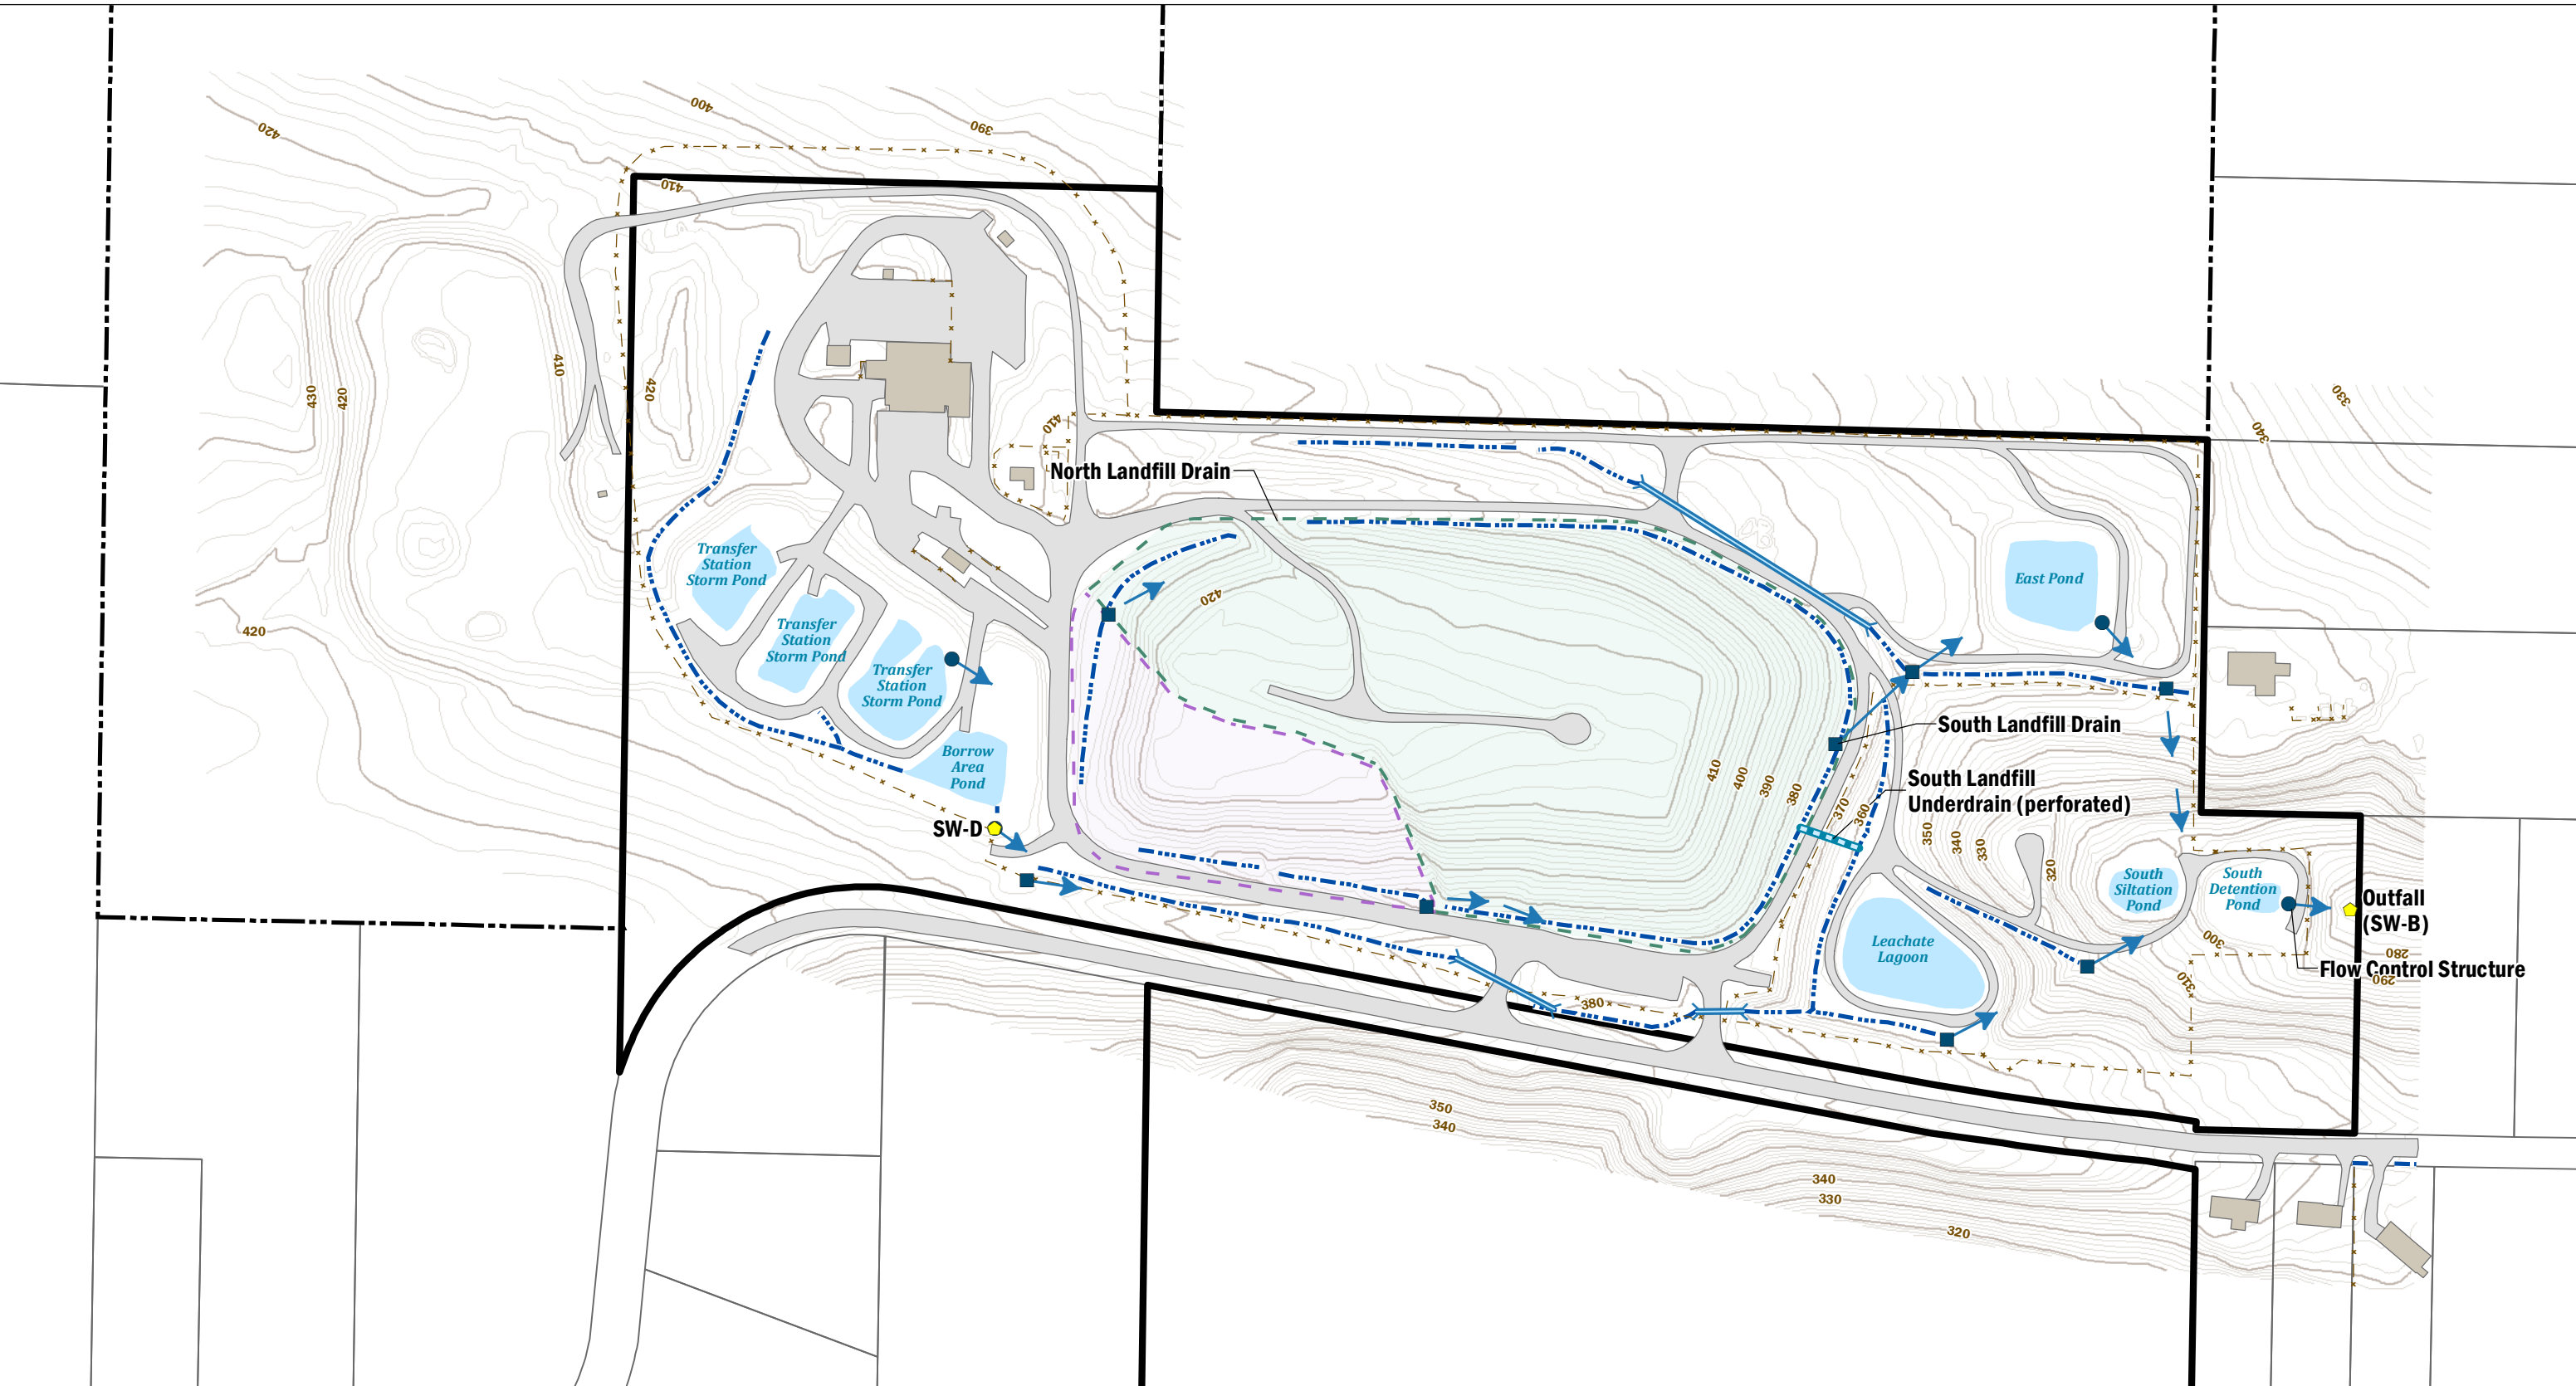 400
420
390
410
330
340
410
430
420
420
410
North Landfill Drain
Transfer
Station
Storm Pond
East Pond
420
Transfer
Station
Storm Pond
420
Transfer
Station
Storm Pond
South Landfill Drain
Borrow
Area
Pond
410
400
390
380
370
360
South Landfill
Underdrain (perforated)
350
340
330
320
SW-D
South
Siltation
Pond
South
Detention
Pond
Outfall
(SW-B)
Leachate
Lagoon
300
280
Flow Control Structure
290
310
380
350
340
340
330
320